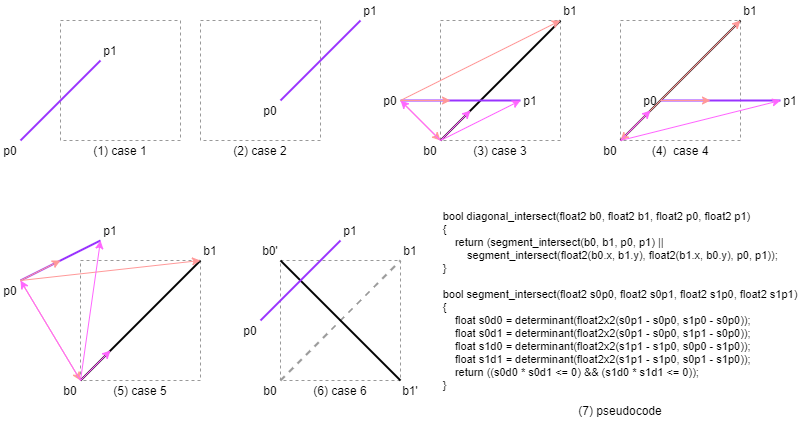 p1
p0
(1) case 1
p1
p0
(2) case 2
b1
p0
p1
b0
(3) case 3
b1
p0
p1
b0
(4) case 4
p1
b1
p0
b0
(5) case 5
b0'
p1
b1
p0
b0
b1'
(6) case 6
bool diagonal_intersect(float2 b0, float2 b1, float2 p0, float2 p1)
{
return (segment_intersect(b0, b1, p0, p1) ||
segment_intersect(float2(b0.x, b1.y), float2(b1.x, b0.y), p0, p1));
}
bool segment_intersect(float2 s0p0, float2 s0p1, float2 s1p0, float2 s1p1)
{
float s0d0 = determinant(float2x2(s0p1 - s0p0, s1p0 - s0p0));
float s0d1 = determinant(float2x2(s0p1 - s0p0, s1p1 - s0p0));
float s1d0 = determinant(float2x2(s1p1 - s1p0, s0p0 - s1p0));
float s1d1 = determinant(float2x2(s1p1 - s1p0, s0p1 - s1p0));
return ((s0d0 * s0d1 <= 0) && (s1d0 * s1d1 <= 0));
}
(7) pseudocode